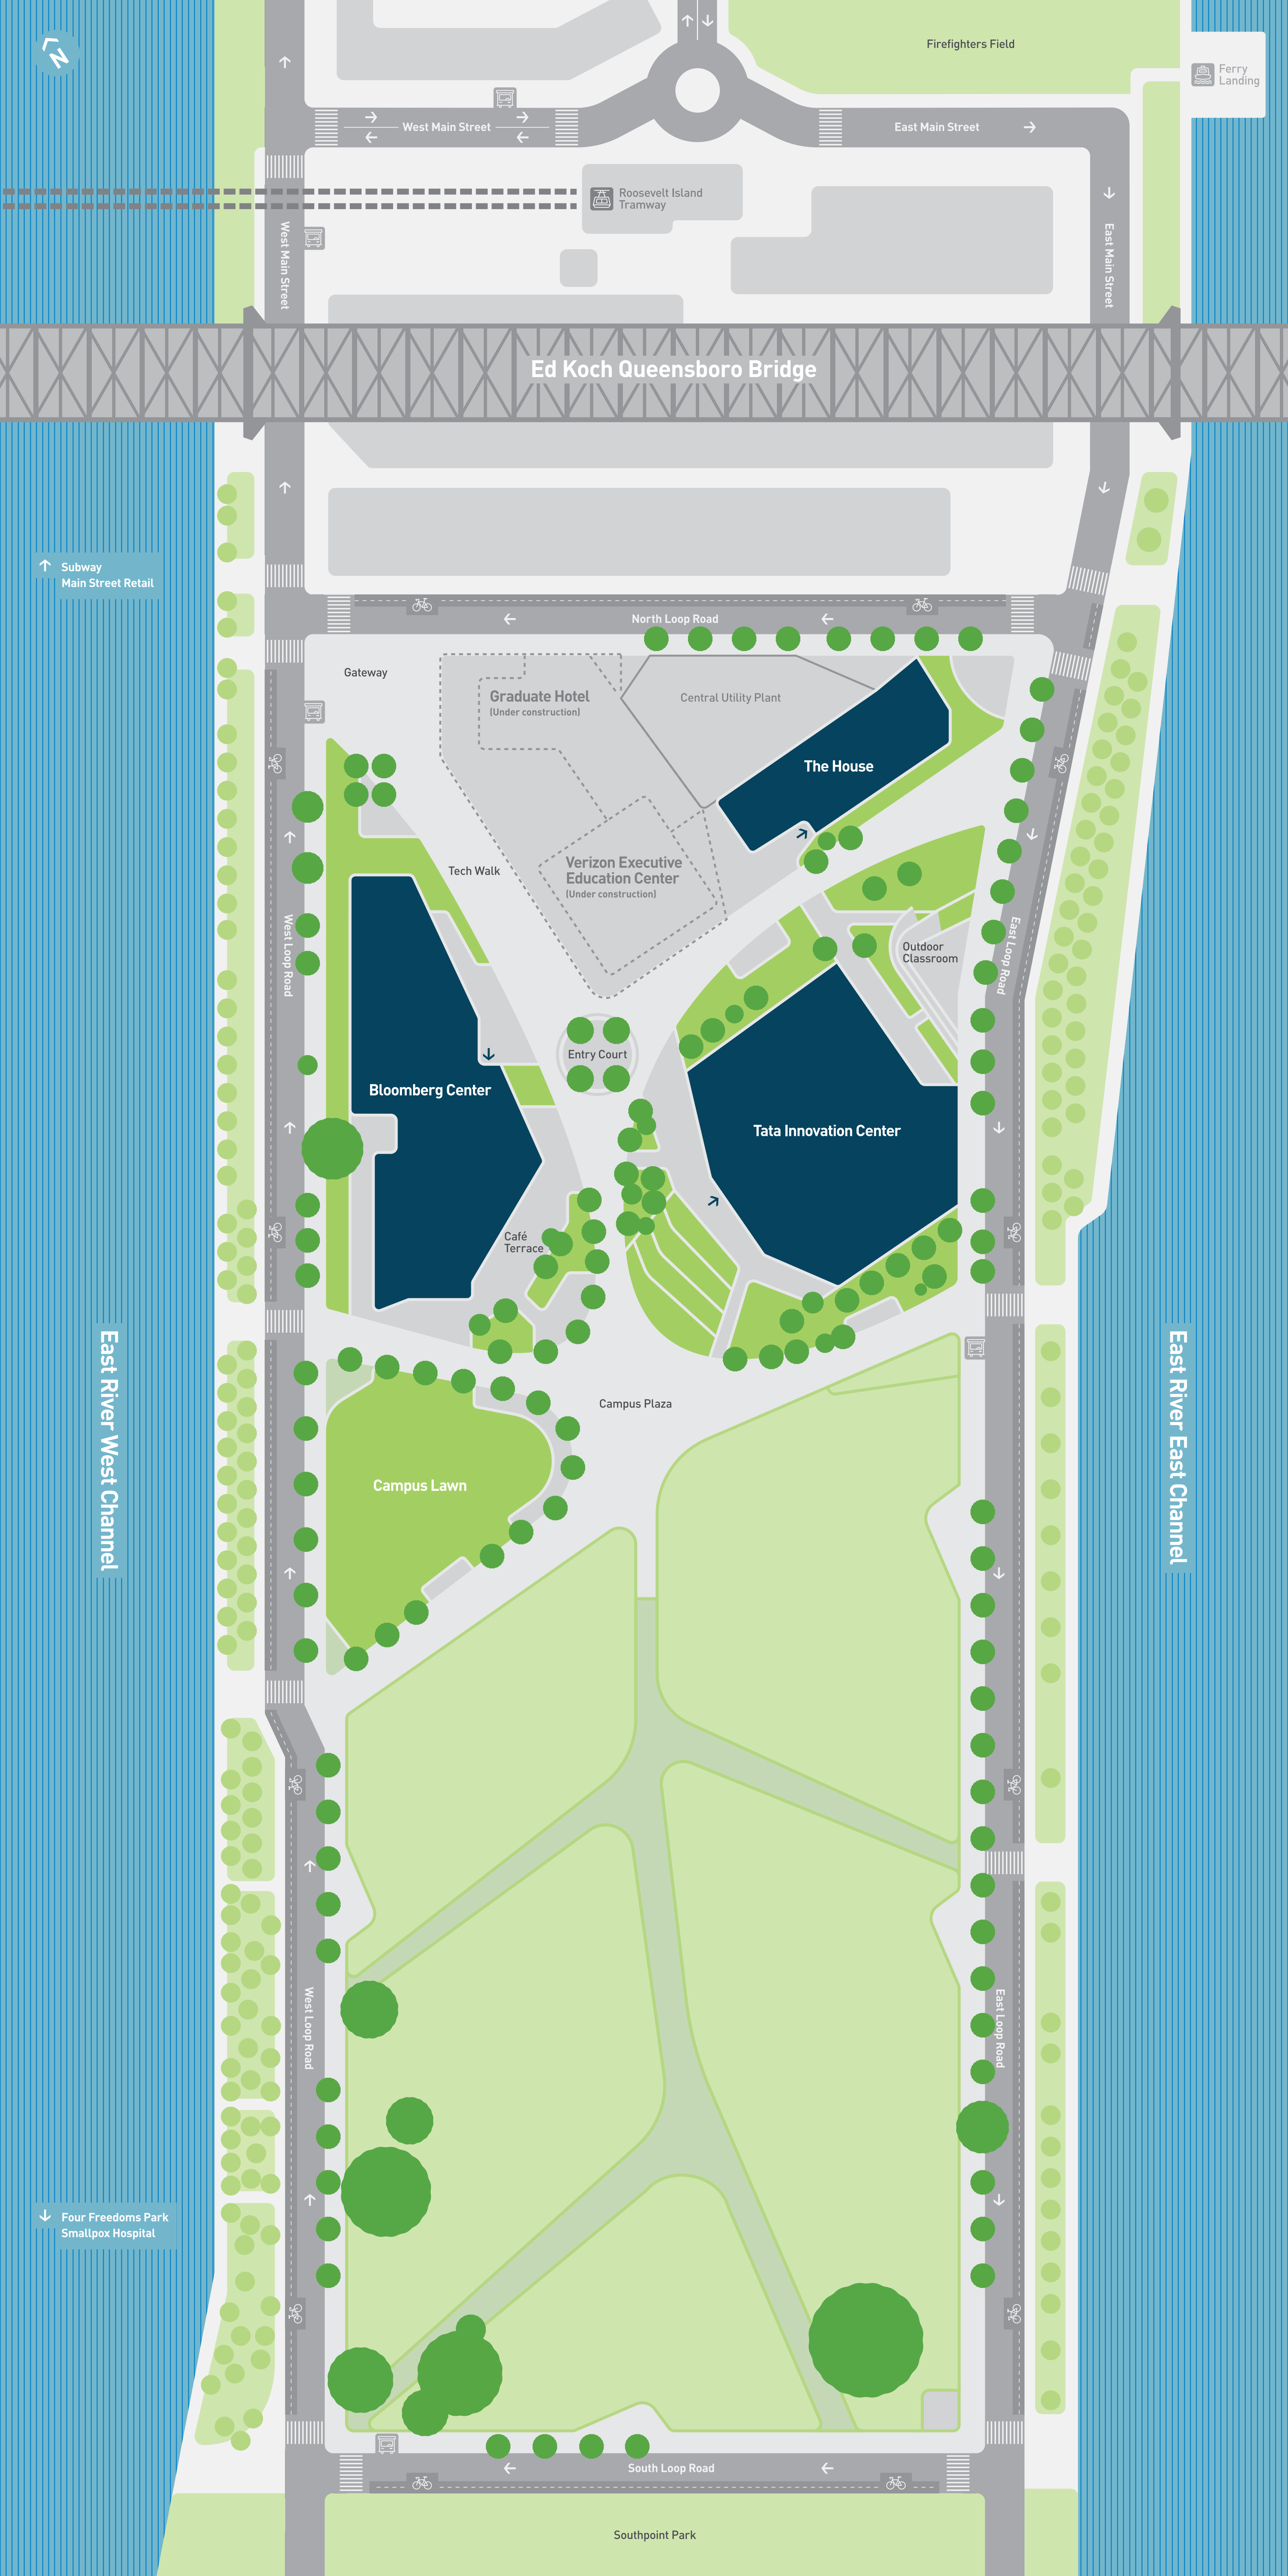 N
Firefighters Field
Ferry
Landing
West Main Street
East Main Street
Roosevelt Island
Tramway
West Main Street
East Main Street
Ed Koch Queensboro Bridge
Subway
Main Street Retail
North Loop Road
Gateway
Graduate Hotel
(Under construction)
Central Utility Plant
The House
Tech Walk
Verizon Executive
Education Center
(Under construction)
West Loop Road
Outdoor
Classroom
East Loop Road
Entry Court
Bloomberg Center
Tata Innovation Center
Café
Terrace
East River West Channel
East River East Channel
Campus Plaza
Campus Lawn
West Loop Road
East Loop Road
Four Freedoms Park
Smallpox Hospital
South Loop Road
Southpoint Park